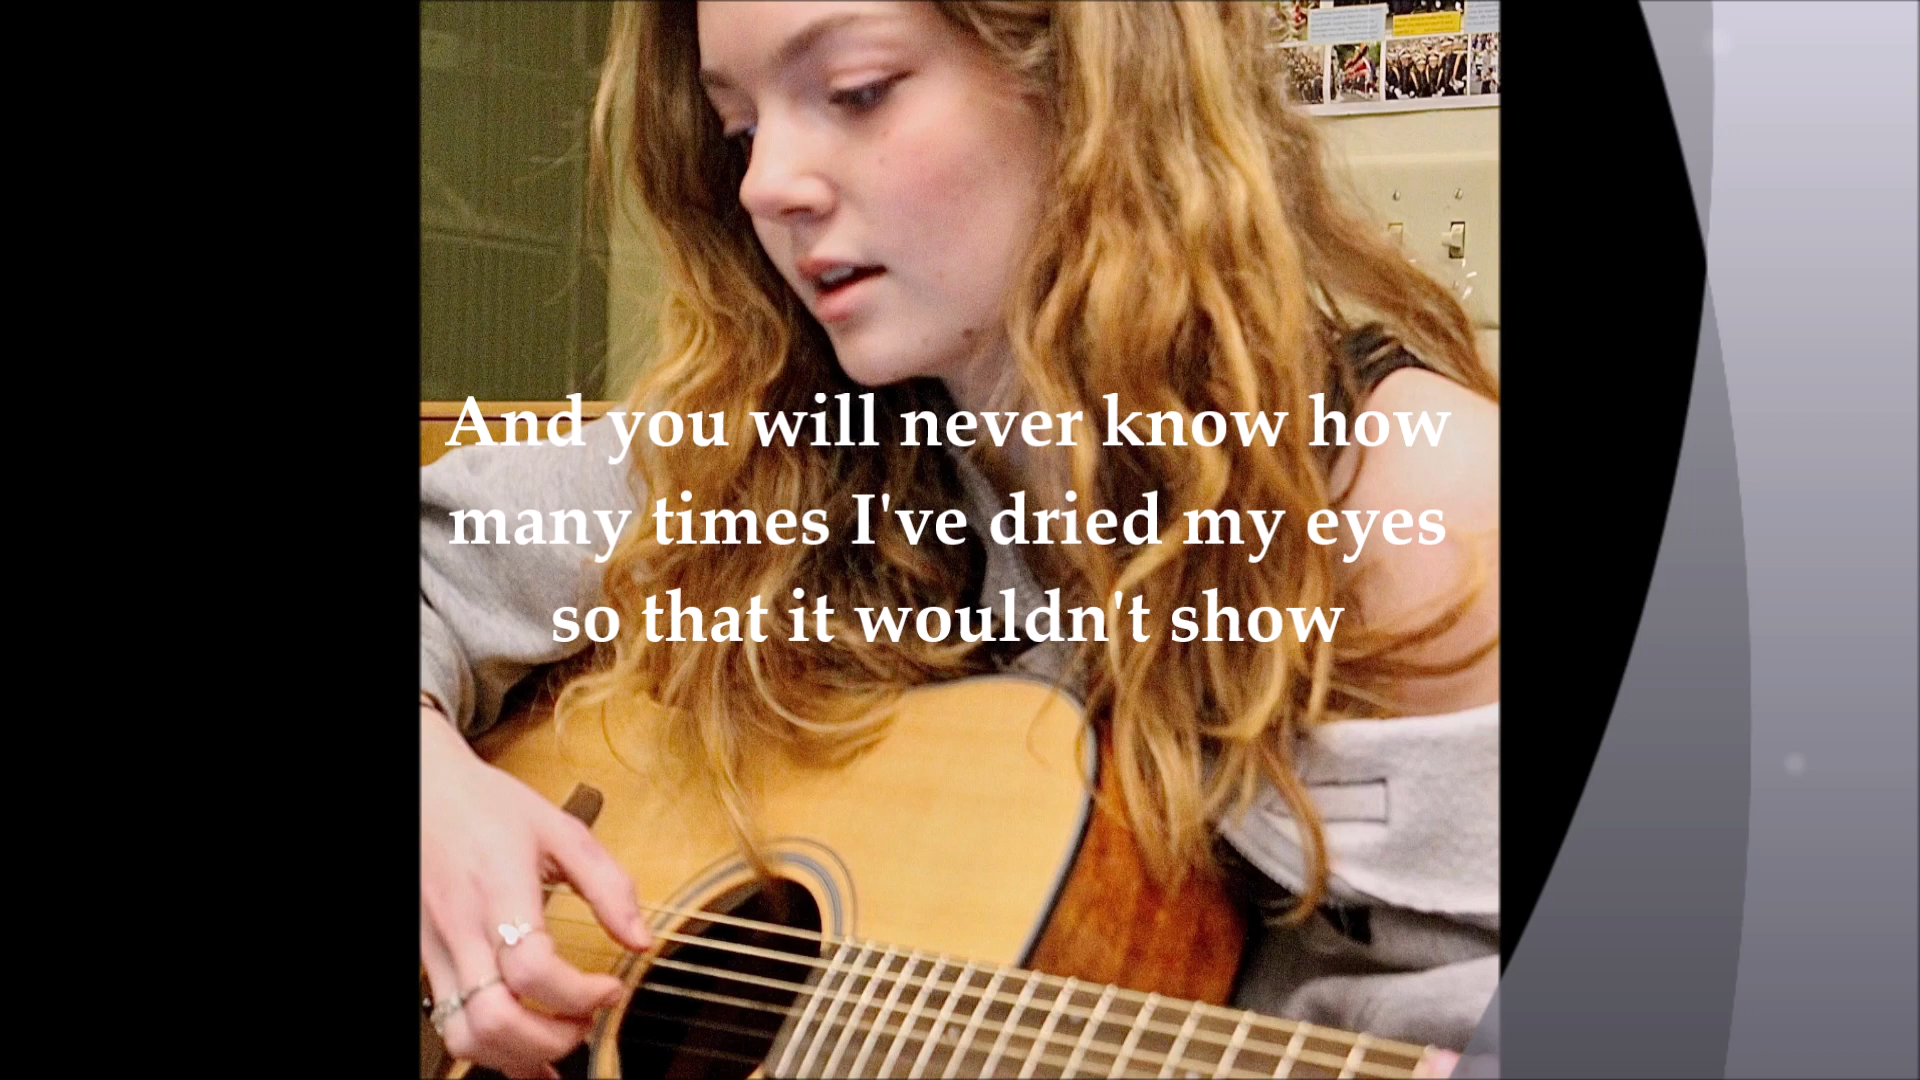 And you will never know how
many times I've dried my eyes
so that it wouldn't show